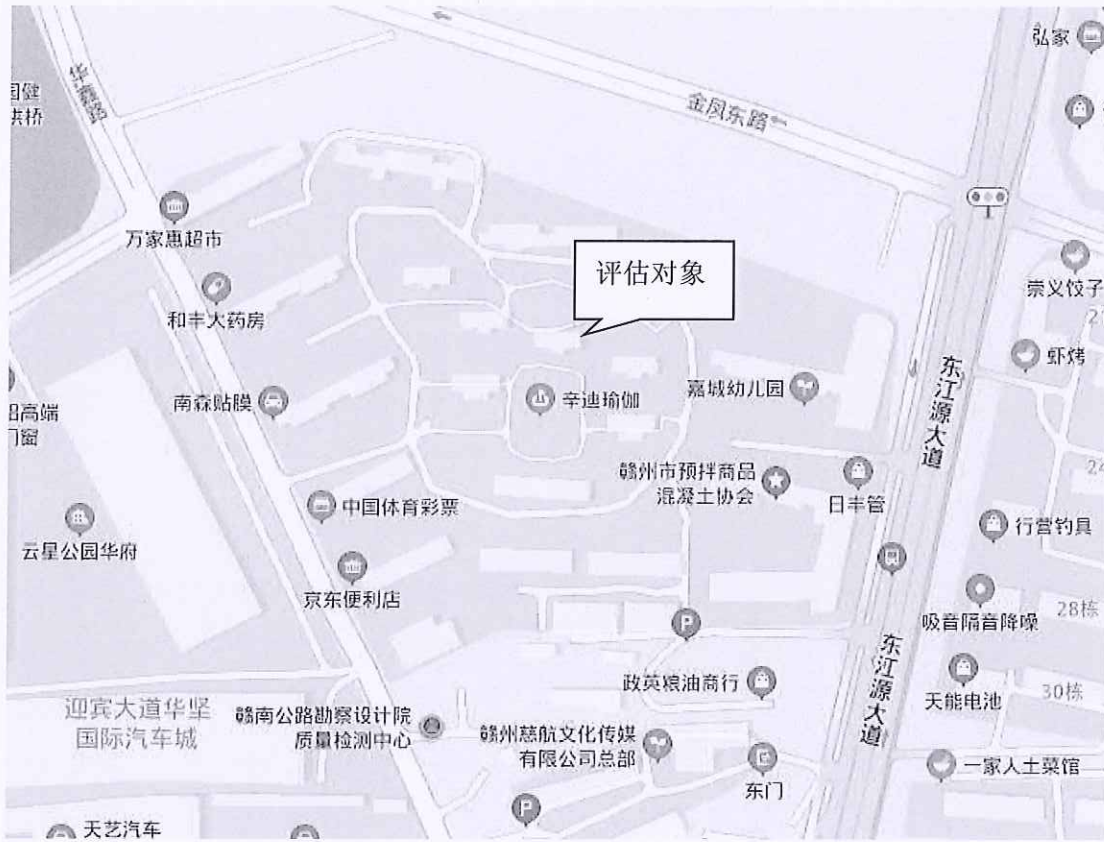 弘家
华
路
国健
金凤东路
万家惠超市
评估对象
崇义饺子
和丰大药房
虾烤
东江源大道
南森贴膜
辛迪瑜伽
嘉城幼儿园
高端
门窗
赣州市预拌商品
混凝土协会
日丰管
中国体育彩票
行营钓具
云星公园华府
京东便利店
吸音隔音降噪
28栋
东江源大道
政英粮油商行
天能电池
30栋
迎宾大道华坚
国际汽车城
赣南公路勘察设计院
质量检测中心
赣州慈航文化传媒
有限公司总部
一家人土菜馆
东门
P
P
天艺汽车